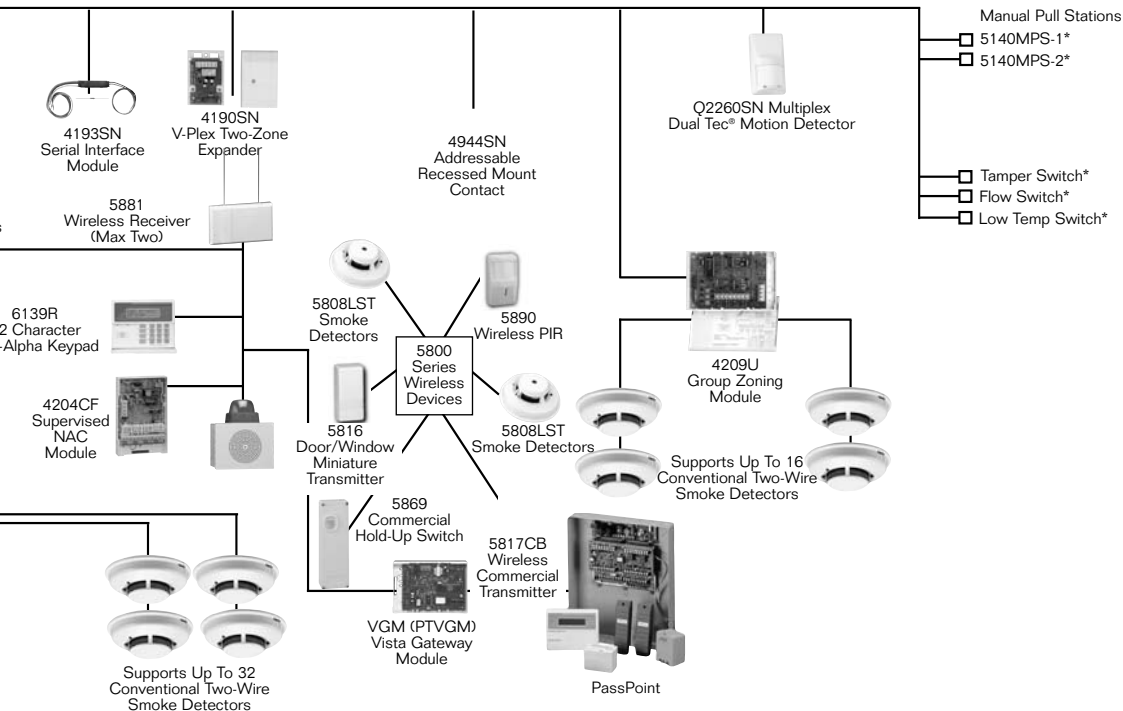 Manual Pull Stations
5140MPS-1*
5140MPS-2*
Q2260SN Multiplex
Dual Tec® Motion Detector
4193SN
Serial Interface
Module
4190SN
V-Plex Two-Zone
Expander
4944SN
Addressable
Recessed Mount
Contact
Tamper Switch*
Flow Switch*
Low Temp Switch*
5881
Wireless Receiver
(Max Two)
s
6139R
2 Character
-Alpha Keypad
4204CF
Supervised
NAC
Module
5808LST
Smoke
Detectors
5890
Wireless PIR
5800
Series
Wireless
Devices
5816
Door/Window
Miniature
Transmitter
5808LST
Smoke Detectors
4209U
Group Zoning
Module
Supports Up To 16
Conventional Two-Wire
Smoke Detectors
5869
Commercial
Hold-Up Switch
5817CB
Wireless
Commercial
Transmitter
VGM (PTVGM)
Vista Gateway
Module
PassPoint
Supports Up To 32
Conventional Two-Wire
Smoke Detectors